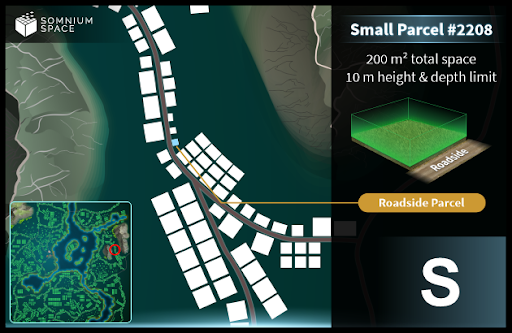 SOMNIUM
SPACE
Small Parcel #2208
200 m² total space
10 m height & depth limit
Roadside
Roadside Parcel
S